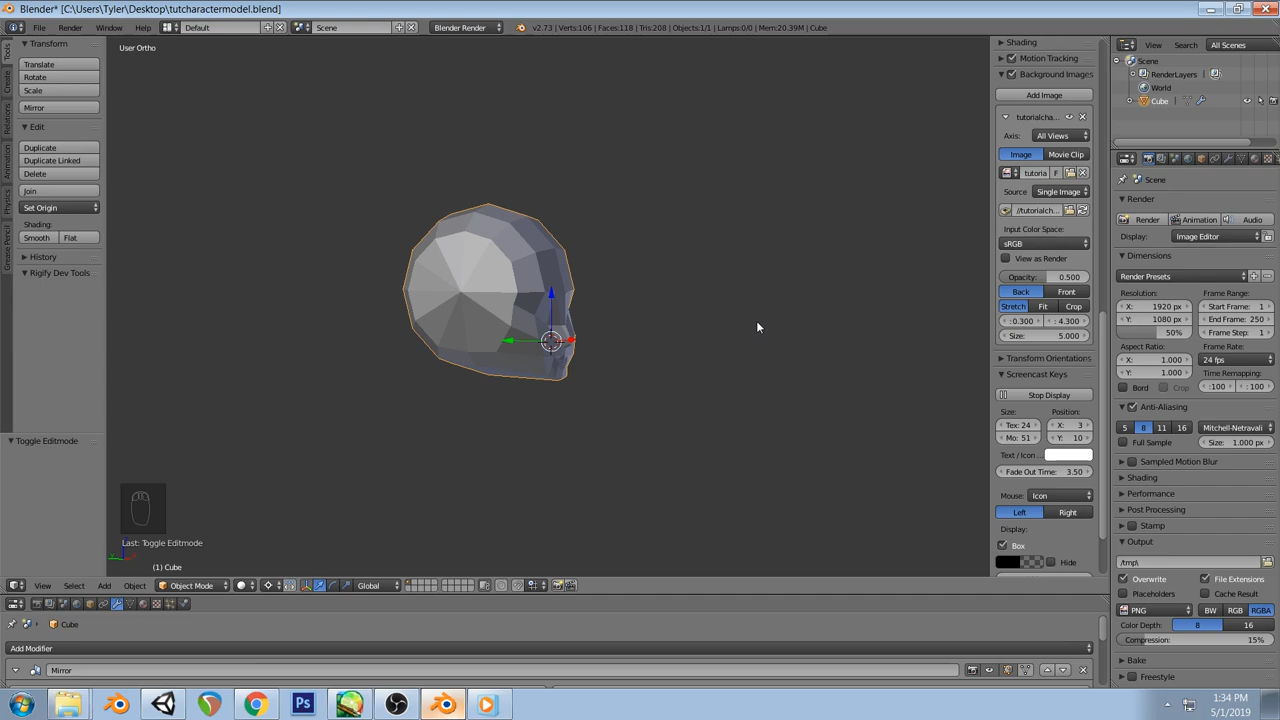 Blender* [C:\Users\Tyler\Desktop\tutcharactermodel.blend]
File Render Window Help Default Scene Blender Render v2.73 | Verts:106 | Faces:118 | Tris:208 | Objects:1/1 | Lamps:0/0 | Mem:20.39M | Cube
Tools
Create
Relations
Animation
Physics
Grease Pencil
Transform
Translate
Rotate
Scale
Mirror
Edit
Duplicate
Duplicate Linked
Delete
Join
Set Origin
Shading:
Smooth Flat
History
Rigify Dev Tools
Toggle Editmode
User Ortho
Last: Toggle Editmode
(1) Cube
Shading
Motion Tracking
Background Images
Add Image
tutorialcha...
Axis: All Views
Image Movie Clip
tutoria F
Source Single Image
//tutorialch...
Input Color Space:
sRGB
View as Render
Opacity: 0.500
Back Front
Stretch Fit Crop
: 0.300 : 4.300
Size: 5.000
Transform Orientations
Screencast Keys
Stop Display
Size: Position:
Tex: 24 X: 3
Mo: 51 Y: 10
Text / Icon ...
Fade Out Time: 3.50
Mouse: Icon
Left Right
Display:
Box
Hide
View Search All Scenes
Scene
RenderLayers
World
Cube
Scene
Render
Render Animation Audio
Display: Image Editor
Dimensions
Render Presets
Resolution: Frame Range:
X: 1920 px Start Frame: 1
Y: 1080 px End Frame: 250
50% Frame Step: 1
Aspect Ratio: Frame Rate:
X: 1.000 24 fps
Y: 1.000 Time Remapping:
Bord Crop :100 : 100
Anti-Aliasing
5 8 11 16 Mitchell-Netravali
Full Sample Size: 1.000 px
Sampled Motion Blur
Shading
Performance
Post Processing
Stamp
Output
/tmp\
Overwrite File Extensions
Placeholders Cache Result
PNG BW RGB RGBA
Color Depth: 8 16
Compression: 15%
Bake
Freestyle
View Select Add Object Object Mode Global
Cube
Add Modifier
Mirror
Ps
1:34 PM
5/1/2019